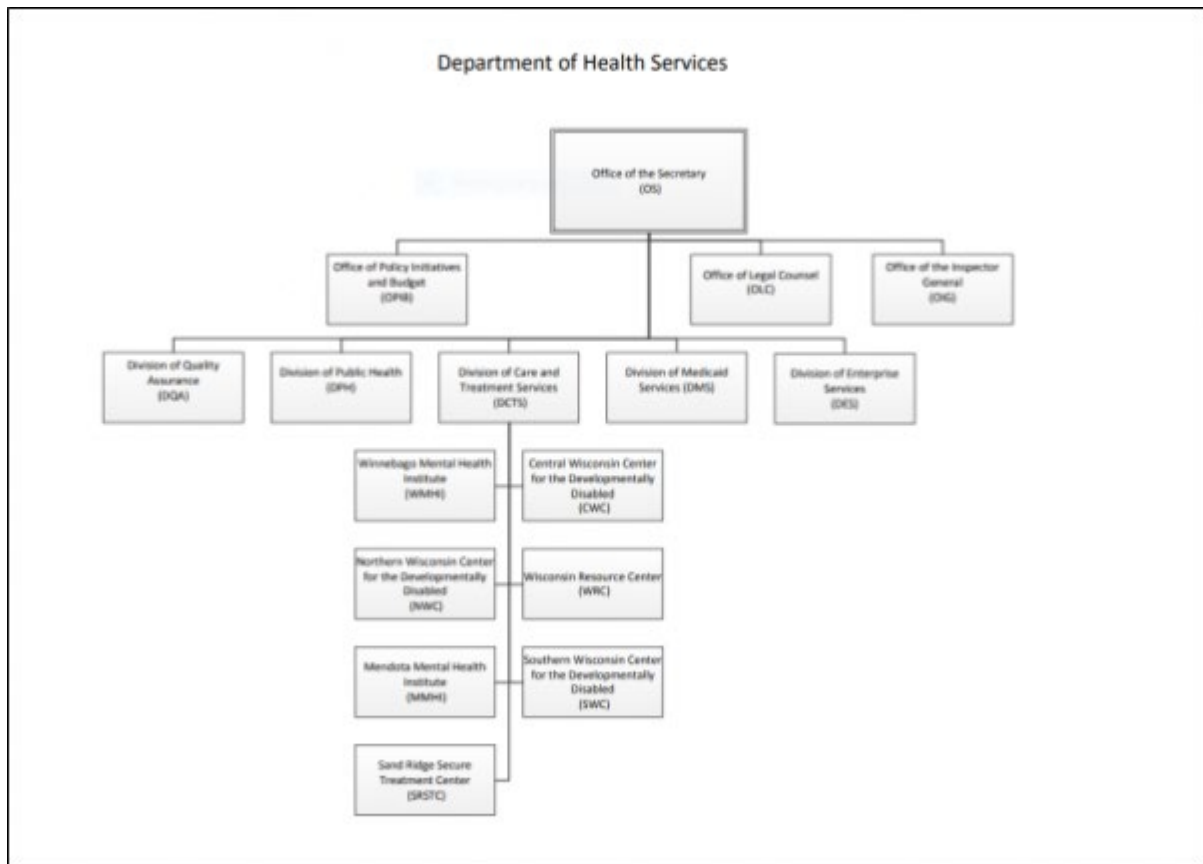 Department of Health Services
Office of the Secretary
(OS)
Office of Policy Initiatives
and Budget
(OPIB)
Office of Legal Counsel
(OLC)
Office of the Inspector
General
(OIG)
Division of Quality
Assurance
(DQA)
Division of Public Health
(DPH)
Division of Care and
Treatment Services
(DCTS)
Division of Medicaid
Services (DMS)
Division of Enterprise
Services
(DES)
Winnebago Mental Health
Institute
(WMHI)
Central Wisconsin Center
for the Developmentally
Disabled
(CWC)
Northern Wisconsin Center
for the Developmentally
Disabled
(NWC)
Wisconsin Resource Center
(WRC)
Mendota Mental Health
Institute
(MMHI)
Southern Wisconsin Center
for the Developmentally
Disabled
(SWC)
Sand Ridge Secure
Treatment Center
(SRSTC)